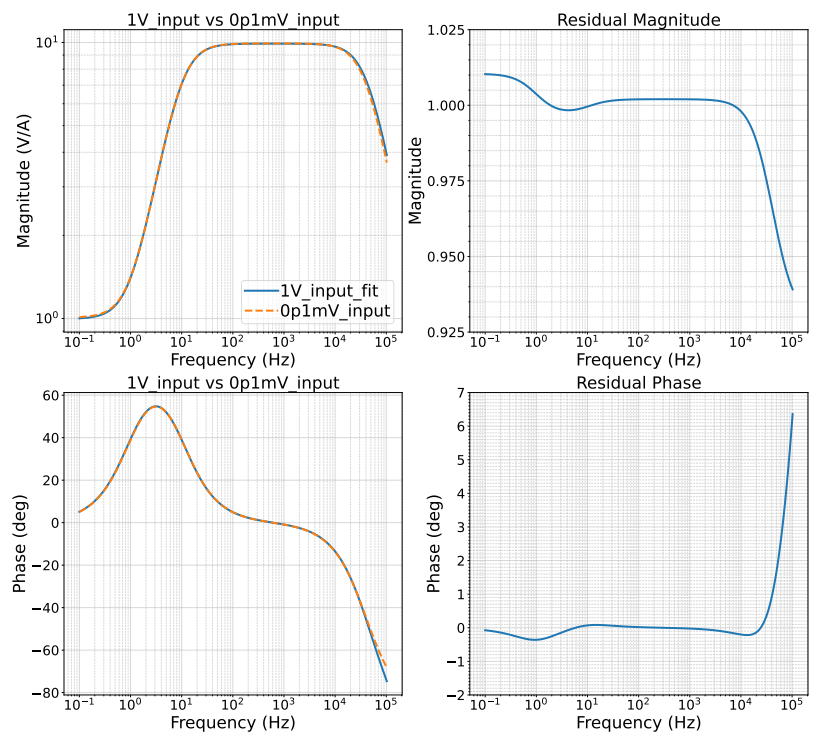 1V_input vs 0p1mV_input
Magnitude (V/A)
10¹
10⁰
1V_input_fit
0p1mV_input
10⁻¹ 10⁰ 10¹ 10² 10³ 10⁴ 10⁵
Frequency (Hz)
Residual Magnitude
Magnitude
1.025
1.000
0.975
0.950
0.925
10⁻¹ 10⁰ 10¹ 10² 10³ 10⁴ 10⁵
Frequency (Hz)
1V_input vs 0p1mV_input
Phase (deg)
60
40
20
0
−20
−40
−60
−80
10⁻¹ 10⁰ 10¹ 10² 10³ 10⁴ 10⁵
Frequency (Hz)
Residual Phase
Phase (deg)
7
6
5
4
3
2
1
0
−1
−2
10⁻¹ 10⁰ 10¹ 10² 10³ 10⁴ 10⁵
Frequency (Hz)